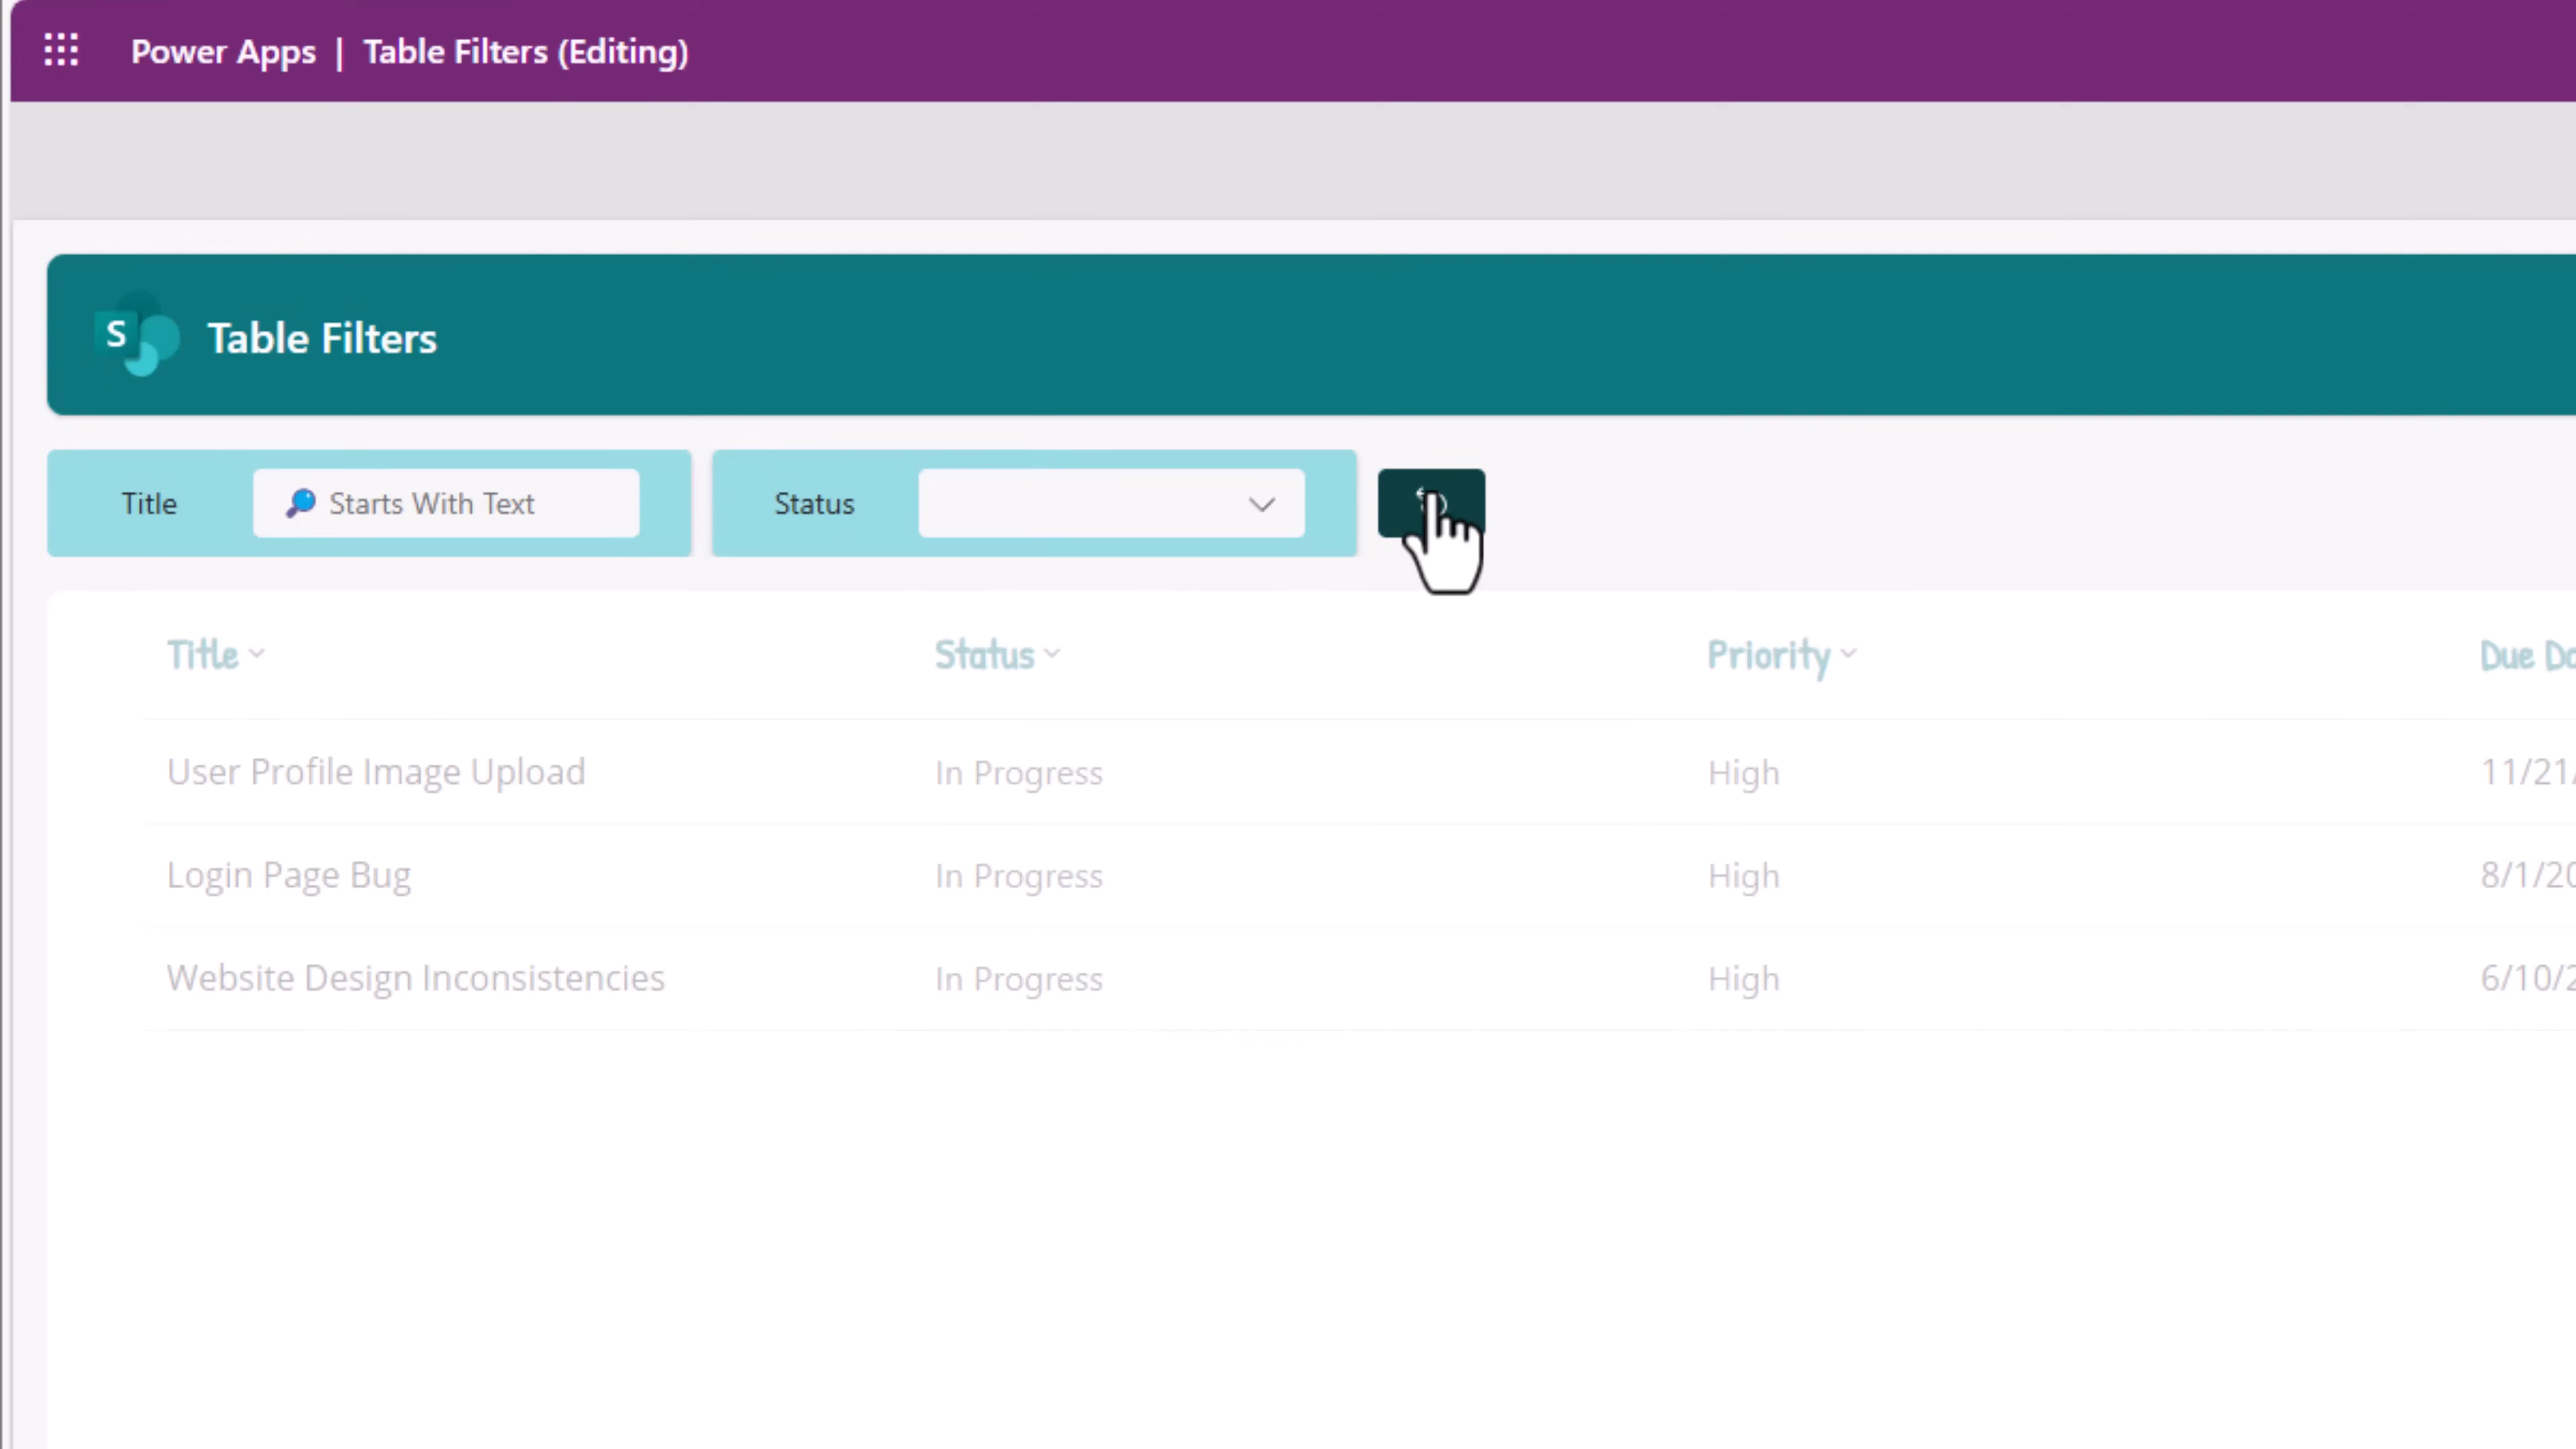 Power Apps | Table Filters (Editing)
S Table Filters
Title 🔎 Starts With Text Status
Title Status Priority
User Profile Image Upload In Progress High 11/21/
Login Page Bug In Progress High 8/1/20
Website Design Inconsistencies In Progress High 6/10/2